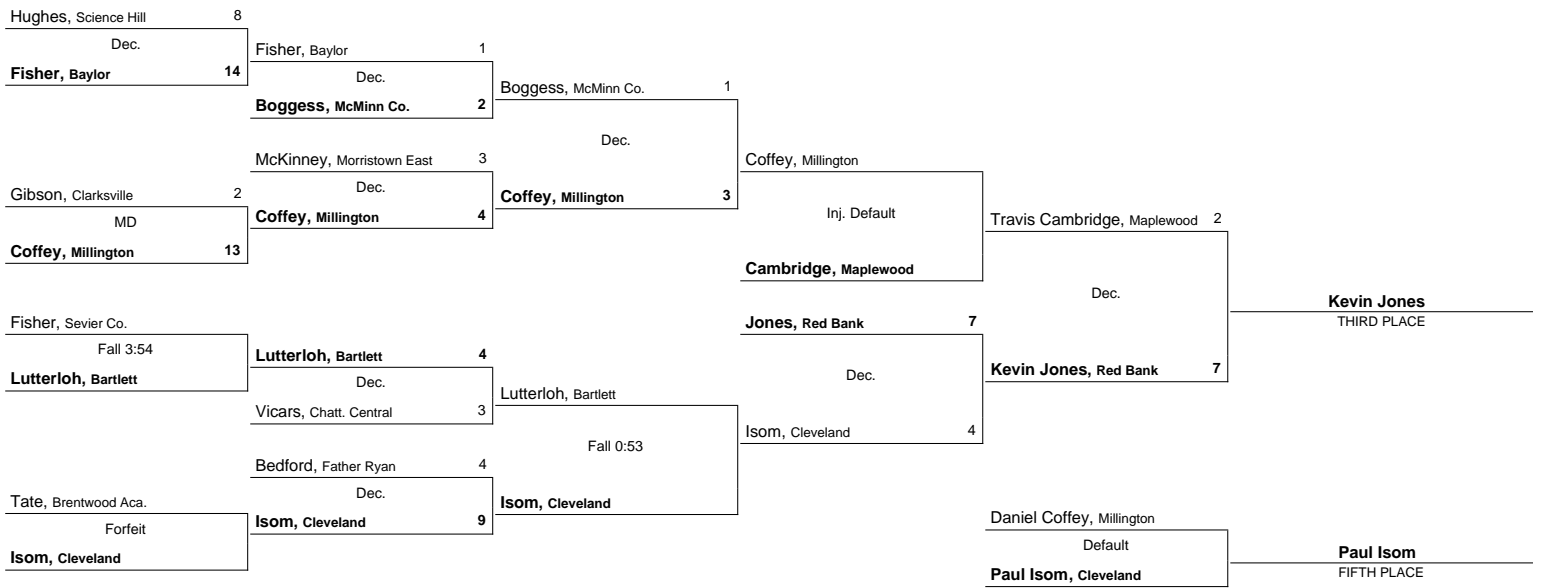 Hughes, Science Hill 8
Dec.
Fisher, Baylor 14
Fisher, Baylor 1
Dec.
Boggess, McMinn Co. 2
Boggess, McMinn Co. 1
Dec.
Coffey, Millington 3
McKinney, Morristown East 3
Dec.
Coffey, Millington 4
Gibson, Clarksville 2
MD
Coffey, Millington 13
Coffey, Millington
Inj. Default
Cambridge, Maplewood
Travis Cambridge, Maplewood 2
Dec.
Kevin Jones, Red Bank 7
Kevin Jones
THIRD PLACE
Fisher, Sevier Co.
Fall 3:54
Lutterloh, Bartlett
Lutterloh, Bartlett 4
Dec.
Vicars, Chatt. Central 3
Lutterloh, Bartlett
Fall 0:53
Isom, Cleveland
Jones, Red Bank 7
Dec.
Isom, Cleveland 4
Bedford, Father Ryan 4
Dec.
Isom, Cleveland 9
Tate, Brentwood Aca.
Forfeit
Isom, Cleveland
Daniel Coffey, Millington
Default
Paul Isom, Cleveland
Paul Isom
FIFTH PLACE